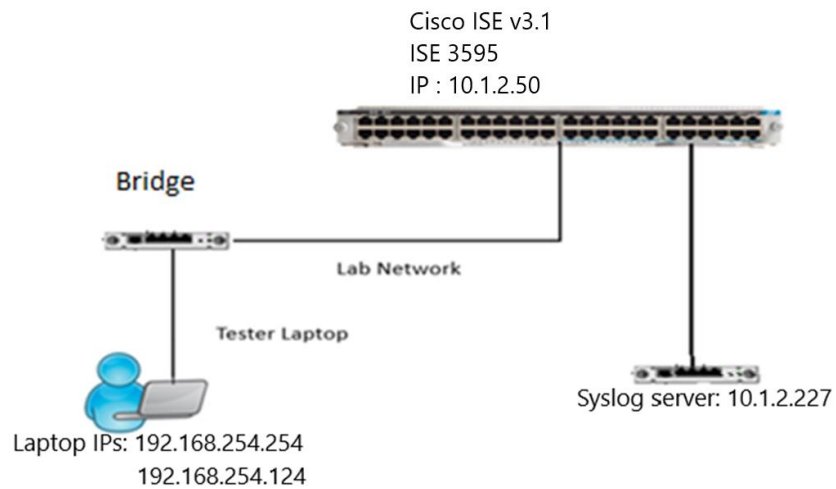 Cisco ISE v3.1
ISE 3595
IP : 10.1.2.50
Bridge
Lab Network
Tester Laptop
Syslog server: 10.1.2.227
Laptop IPs: 192.168.254.254
192.168.254.124